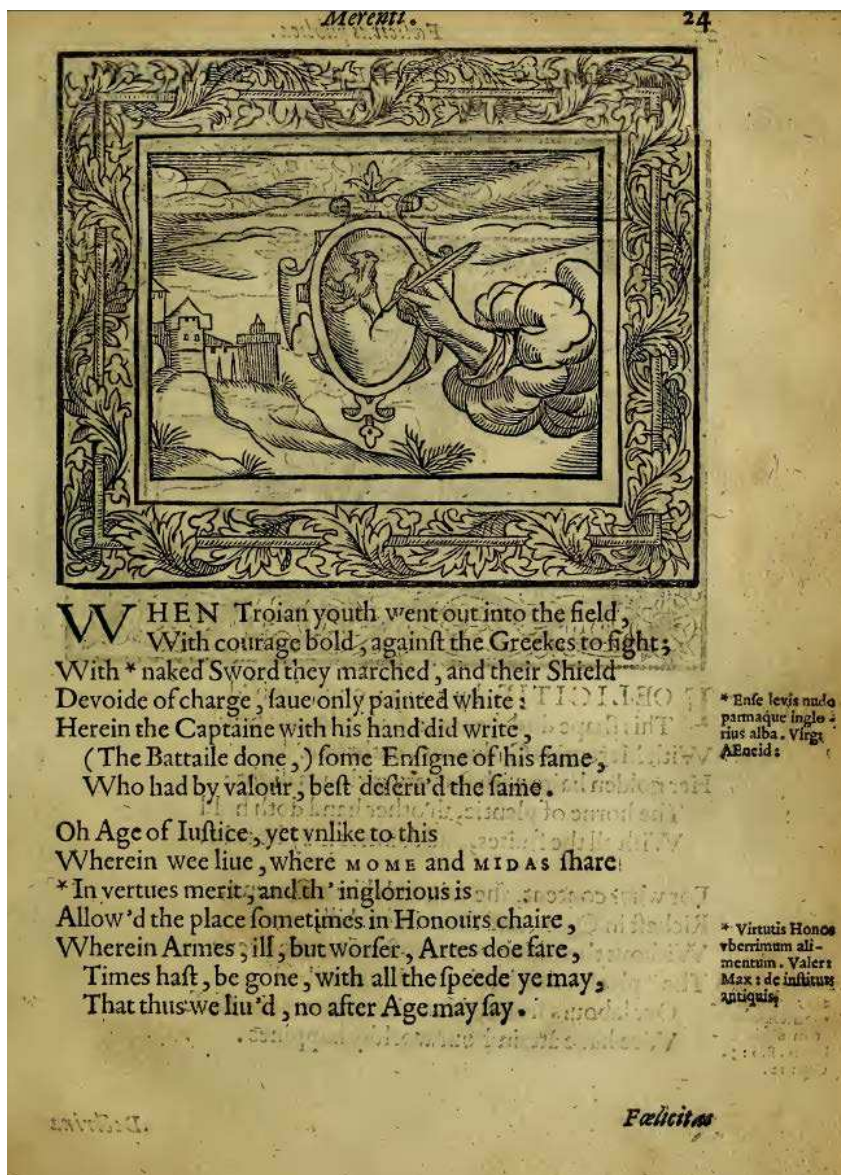 Merenti.
24
WHEN Troian youth went out into the field,
With courage bold, againſt the Greekes to fight;
With * naked Sword they marched, and their Shield
Devoide of charge, ſaue only painted white:
Herein the Captaine with his hand did write,
(The Battaile done,) ſome Enſigne of his fame,
Who had by valour, beſt deſeru'd the ſame.
* Enſe levis nudo
parmaque inglo-
rius alba. Virg:
AEneid:
Oh Age of Iuſtice, yet vnlike to this
Wherein wee liue, where MOME and MIDAS ſhare
*In vertues merit, and th' inglorious is
Allow'd the place ſometimes in Honours chaire,
Wherein Armes, ill, but worſer, Artes doe fare,
Times haſt, be gone, with all the ſpeede ye may,
That thus we liu'd, no after Age may ſay.
* Virtutis Honos
vberrimum ali-
mentum. Valer:
Max: de inſtitutis
antiquis;
Fœlicitas